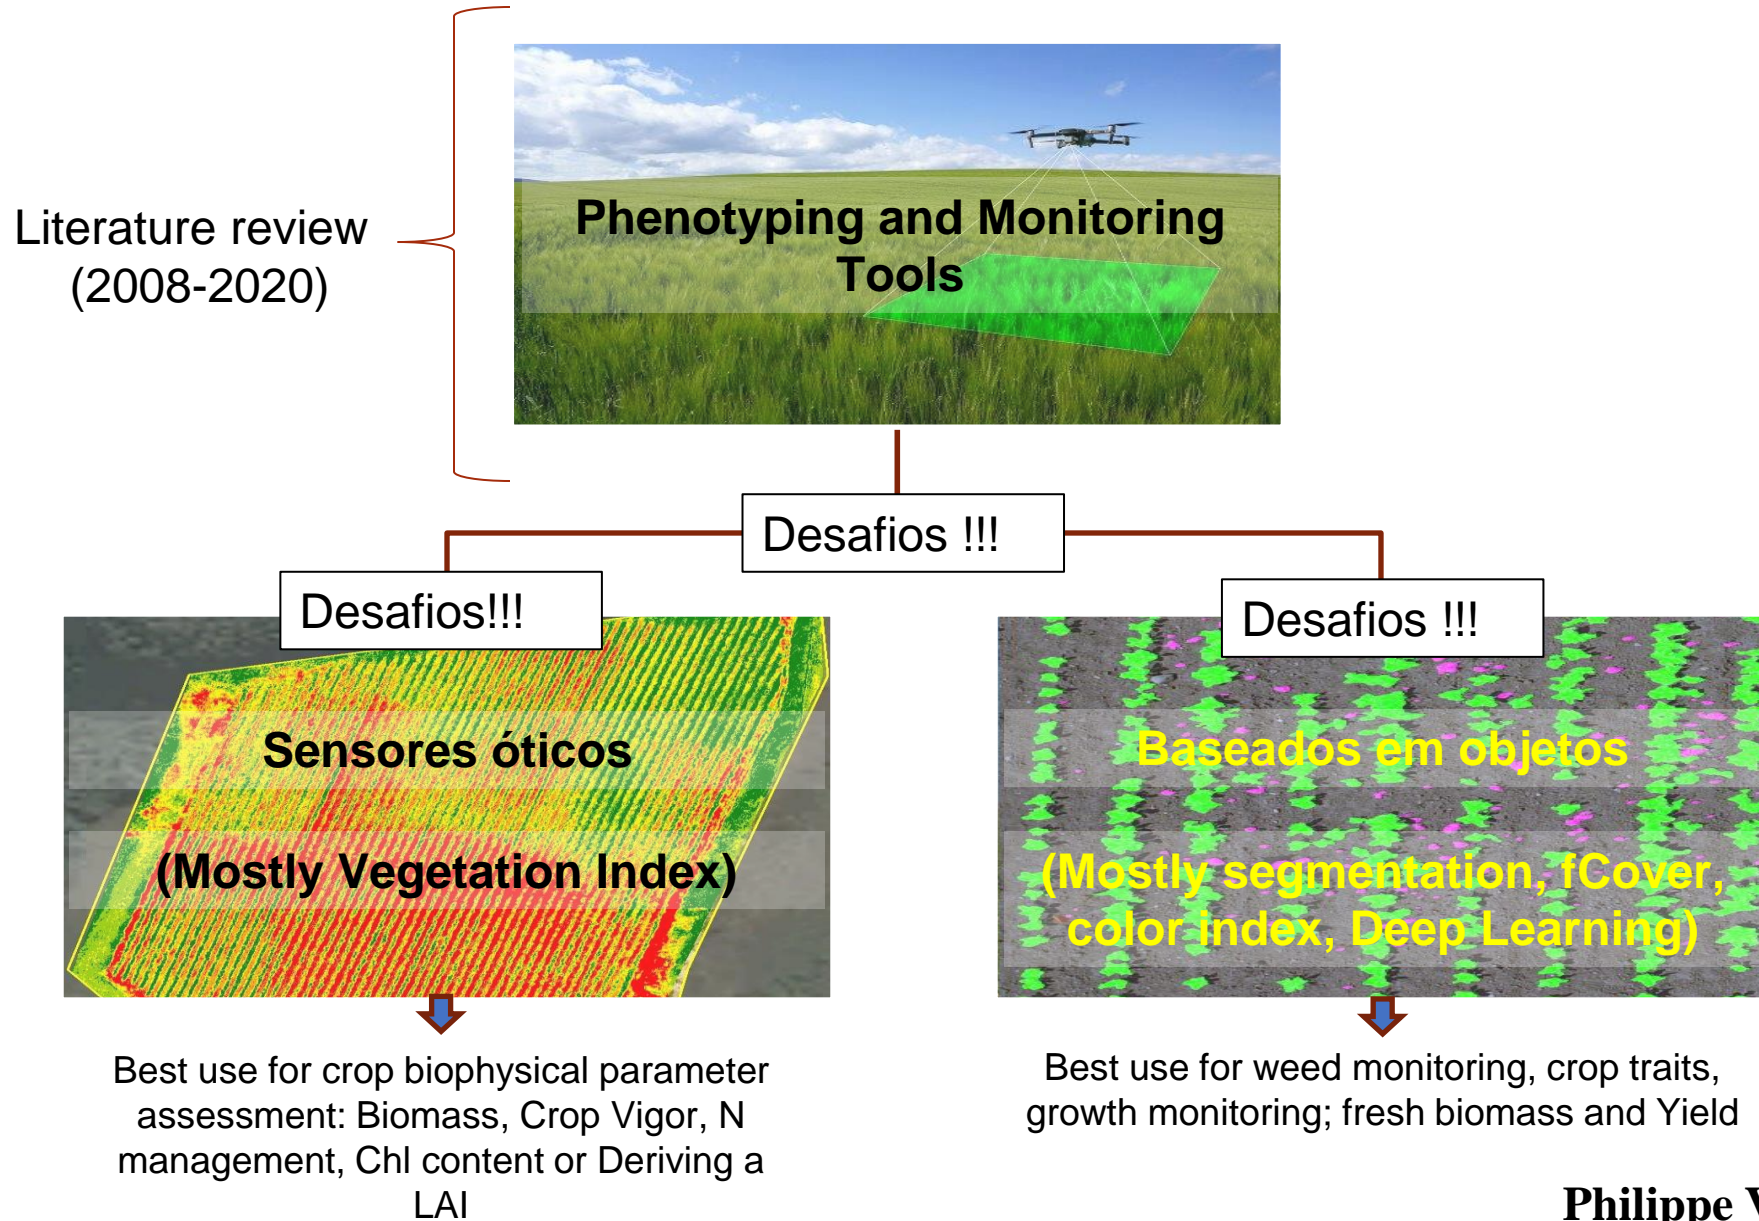 Literature review
(2008-2020)
Phenotyping and Monitoring
Tools
Desafios !!!
Desafios!!!
Desafios !!!
Sensores óticos
(Mostly Vegetation Index)
Baseados em objetos
(Mostly segmentation, fCover,
color index, Deep Learning)
Best use for crop biophysical parameter
assessment: Biomass, Crop Vigor, N
management, Chl content or Deriving a
LAI
Best use for weed monitoring, crop traits,
growth monitoring; fresh biomass and Yield
Philippe V